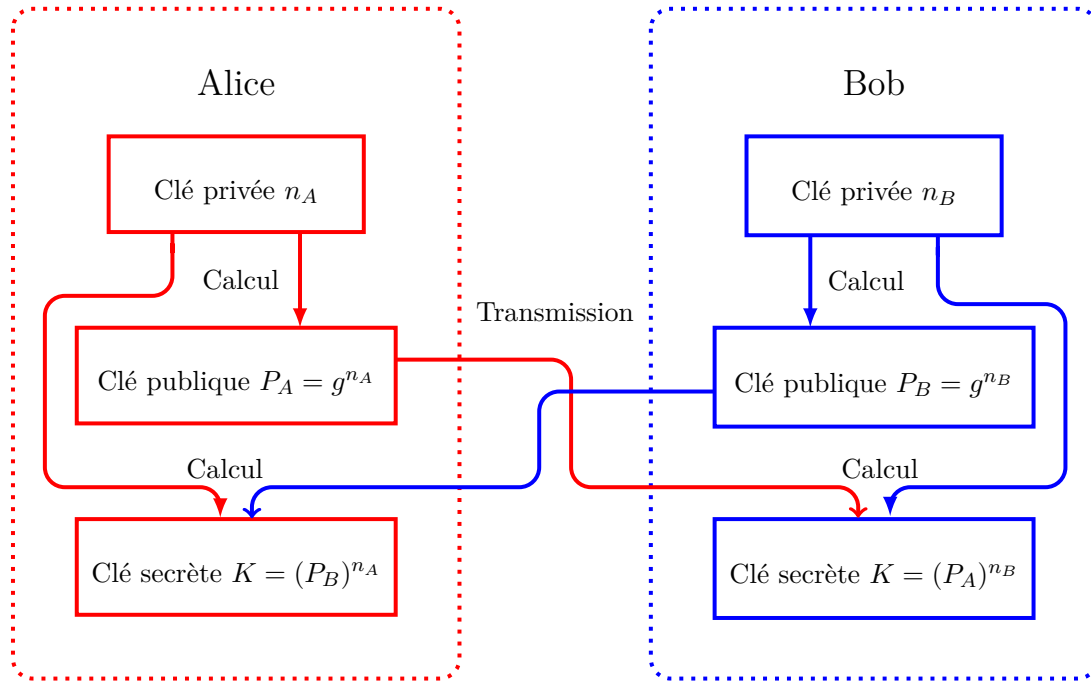 Alice
Bob
Clé privée $n_A$
Clé privée $n_B$
Calcul
Calcul
Transmission
Clé publique $P_A = g^{n_A}$
Clé publique $P_B = g^{n_B}$
Calcul
Calcul
Clé secrète $K = (P_B)^{n_A}$
Clé secrète $K = (P_A)^{n_B}$